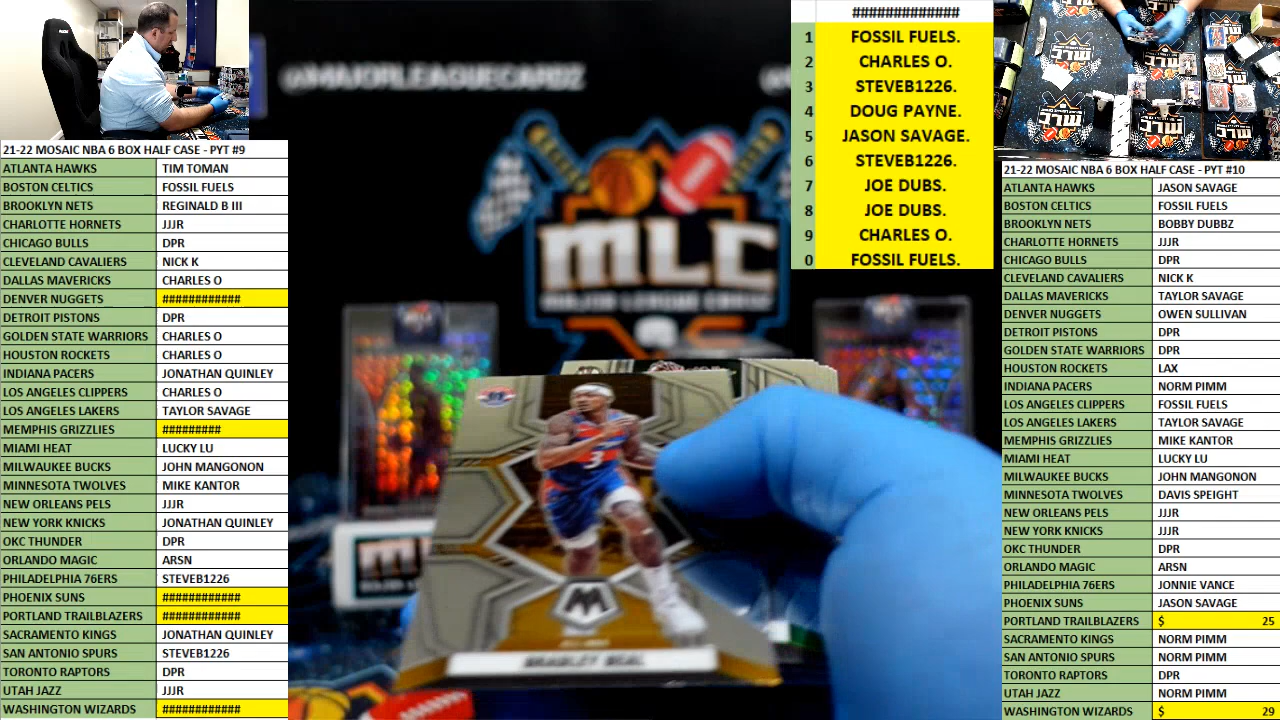 21-22 MOSAIC NBA 6 BOX HALF CASE - PYT #9
ATLANTA HAWKS TIM TOMAN
BOSTON CELTICS FOSSIL FUELS
BROOKLYN NETS REGINALD B III
CHARLOTTE HORNETS JJJR
CHICAGO BULLS DPR
CLEVELAND CAVALIERS NICK K
DALLAS MAVERICKS CHARLES O
DENVER NUGGETS ############
DETROIT PISTONS DPR
GOLDEN STATE WARRIORS CHARLES O
HOUSTON ROCKETS CHARLES O
INDIANA PACERS JONATHAN QUINLEY
LOS ANGELES CLIPPERS CHARLES O
LOS ANGELES LAKERS TAYLOR SAVAGE
MEMPHIS GRIZZLIES #########
MIAMI HEAT LUCKY LU
MILWAUKEE BUCKS JOHN MANGONON
MINNESOTA TWOLVES MIKE KANTOR
NEW ORLEANS PELS JJJR
NEW YORK KNICKS JONATHAN QUINLEY
OKC THUNDER DPR
ORLANDO MAGIC ARSN
PHILADELPHIA 76ERS STEVEB1226
PHOENIX SUNS ############
PORTLAND TRAILBLAZERS ############
SACRAMENTO KINGS JONATHAN QUINLEY
SAN ANTONIO SPURS STEVEB1226
TORONTO RAPTORS DPR
UTAH JAZZ JJJR
WASHINGTON WIZARDS ############
@MAJORLEAGUECARDZ
MLC
MAJOR LEAGUE CARDZ
BRADLEY BEAL
3
#############
1 FOSSIL FUELS.
2 CHARLES O.
3 STEVEB1226.
4 DOUG PAYNE.
5 JASON SAVAGE.
6 STEVEB1226.
7 JOE DUBS.
8 JOE DUBS.
9 CHARLES O.
0 FOSSIL FUELS.
MLC
MLC
MLC
21-22 MOSAIC NBA 6 BOX HALF CASE - PYT #10
ATLANTA HAWKS JASON SAVAGE
BOSTON CELTICS FOSSIL FUELS
BROOKLYN NETS BOBBY DUBBZ
CHARLOTTE HORNETS JJJR
CHICAGO BULLS DPR
CLEVELAND CAVALIERS NICK K
DALLAS MAVERICKS TAYLOR SAVAGE
DENVER NUGGETS OWEN SULLIVAN
DETROIT PISTONS DPR
GOLDEN STATE WARRIORS DPR
HOUSTON ROCKETS LAX
INDIANA PACERS NORM PIMM
LOS ANGELES CLIPPERS FOSSIL FUELS
LOS ANGELES LAKERS TAYLOR SAVAGE
MEMPHIS GRIZZLIES MIKE KANTOR
MIAMI HEAT LUCKY LU
MILWAUKEE BUCKS JOHN MANGONON
MINNESOTA TWOLVES DAVIS SPEIGHT
NEW ORLEANS PELS JJJR
NEW YORK KNICKS JJJR
OKC THUNDER DPR
ORLANDO MAGIC ARSN
PHILADELPHIA 76ERS JONNIE VANCE
PHOENIX SUNS JASON SAVAGE
PORTLAND TRAILBLAZERS $ 25
SACRAMENTO KINGS NORM PIMM
SAN ANTONIO SPURS NORM PIMM
TORONTO RAPTORS DPR
UTAH JAZZ NORM PIMM
WASHINGTON WIZARDS $ 29